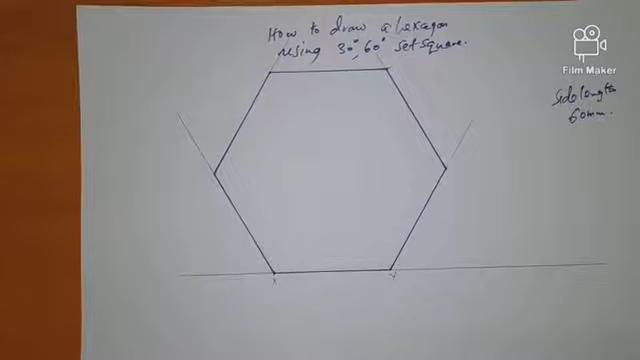 How to draw a hexagon
using 30°, 60° set square.
Film Maker
Side length
60mm.
X
Y